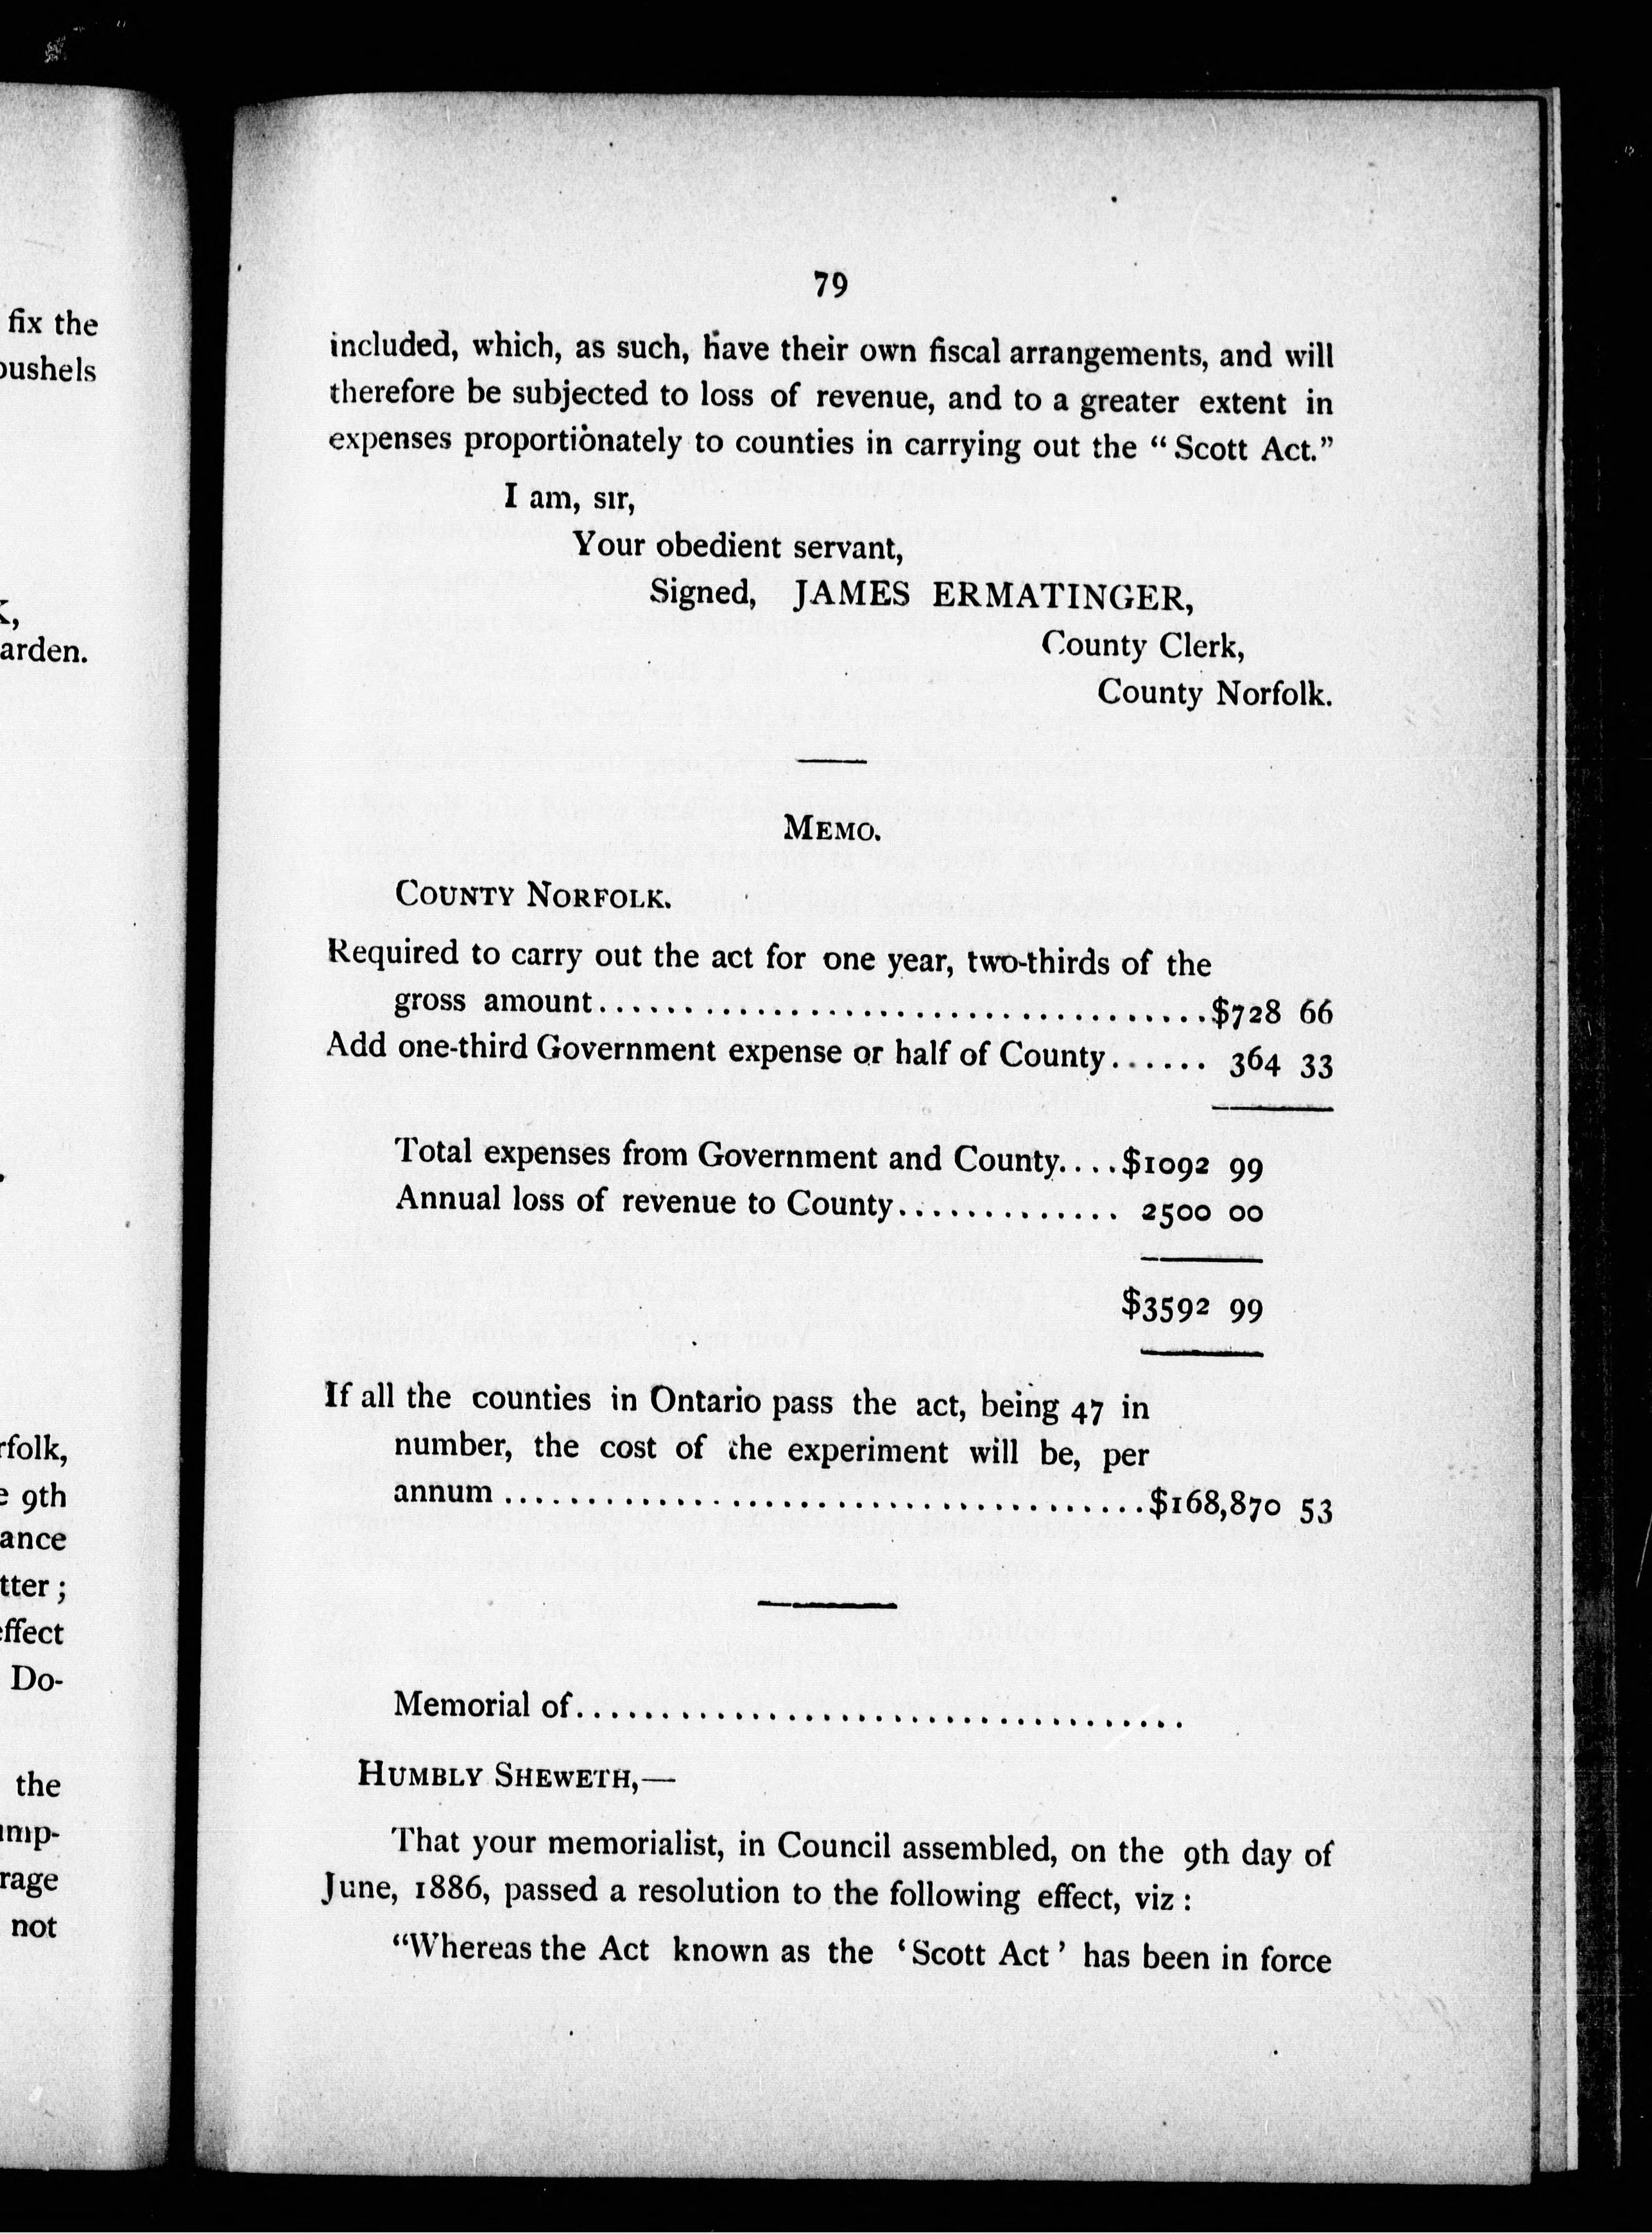 fix the
bushels
K,
arden.
rfolk,
e 9th
ance
tter ;
effect
Do-
the
ump-
rage
not
79
included, which, as such, have their own fiscal arrangements, and will
therefore be subjected to loss of revenue, and to a greater extent in
expenses proportionately to counties in carrying out the “Scott Act.”
I am, sir,
Your obedient servant,
Signed, JAMES ERMATINGER,
County Clerk,
County Norfolk.
MEMO.
COUNTY NORFOLK.
Required to carry out the act for one year, two-thirds of the
gross amount....................................$728 66
Add one-third Government expense or half of County...... 364 33
Total expenses from Government and County....$1092 99
Annual loss of revenue to County............. 2500 00
$3592 99
If all the counties in Ontario pass the act, being 47 in
number, the cost of the experiment will be, per
annum ......................................$168,870 53
Memorial of....................................
HUMBLY SHEWETH,—
That your memorialist, in Council assembled, on the 9th day of
June, 1886, passed a resolution to the following effect, viz :
“Whereas the Act known as the ‘Scott Act’ has been in force